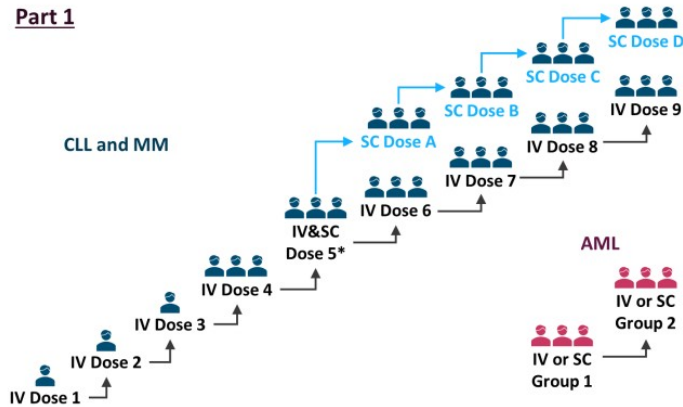 Part 1
SC Dose D
SC Dose C
SC Dose B
IV Dose 9
SC Dose A
CLL and MM
IV Dose 8
IV Dose 7
IV Dose 6
IV&SC
Dose 5*
IV Dose 4
IV Dose 3
IV Dose 2
IV Dose 1
AML
IV or SC
Group 2
IV or SC
Group 1